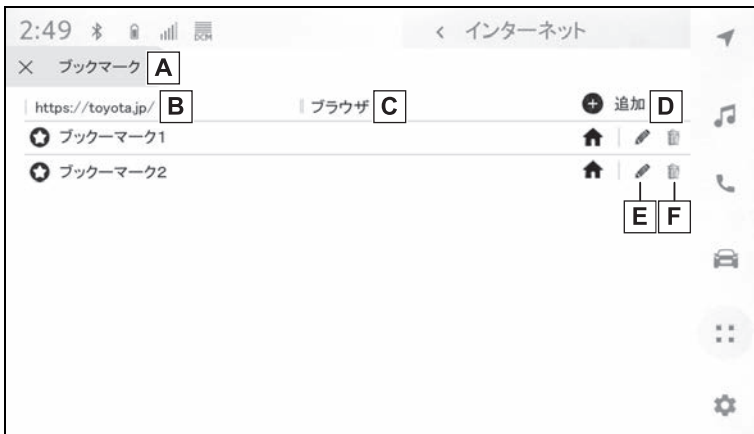 2:49 DCM < インターネット
× ブックマーク A
https://toyota.jp/ B ブラウザ C + 追加 D
ブックーマーク1
ブックーマーク2
E F